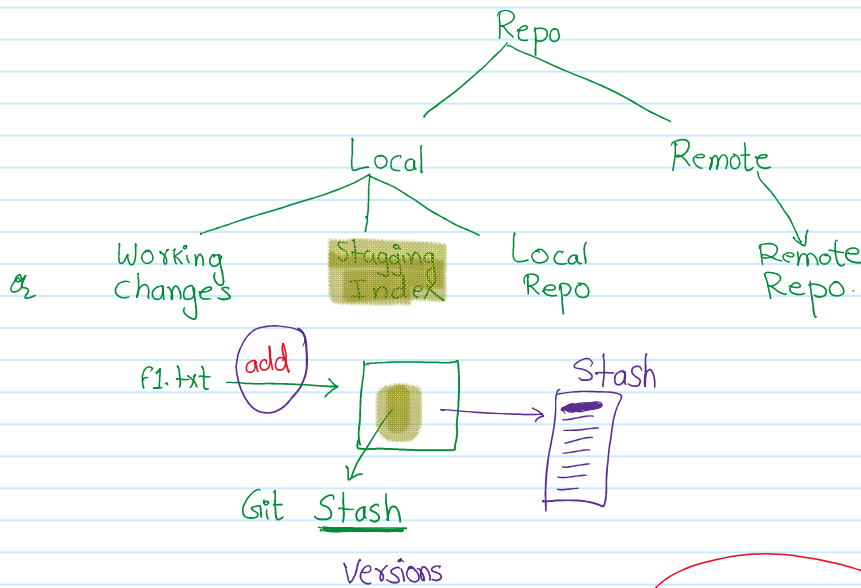 Repo
Local
Remote
Working
Changes
Stagging
Index
Local
Repo
Remote
Repo.
f1.txt
add
Stash
Git Stash
Versions